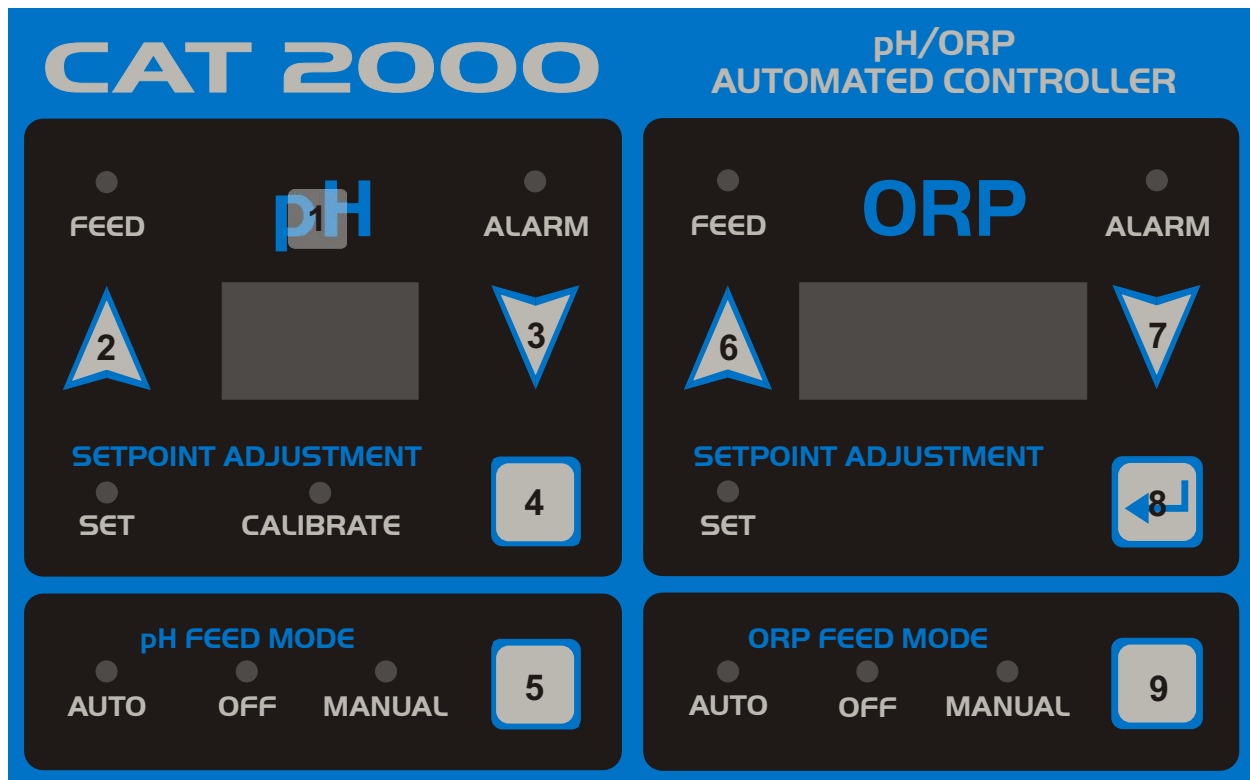 CAT 2000
pH/ORP
AUTOMATED CONTROLLER
FEED
pH
1
ALARM
2
3
SETPOINT ADJUSTMENT
SET
CALIBRATE
4
FEED
ORP
ALARM
6
7
SETPOINT ADJUSTMENT
SET
8
pH FEED MODE
AUTO
OFF
MANUAL
5
ORP FEED MODE
AUTO
OFF
MANUAL
9